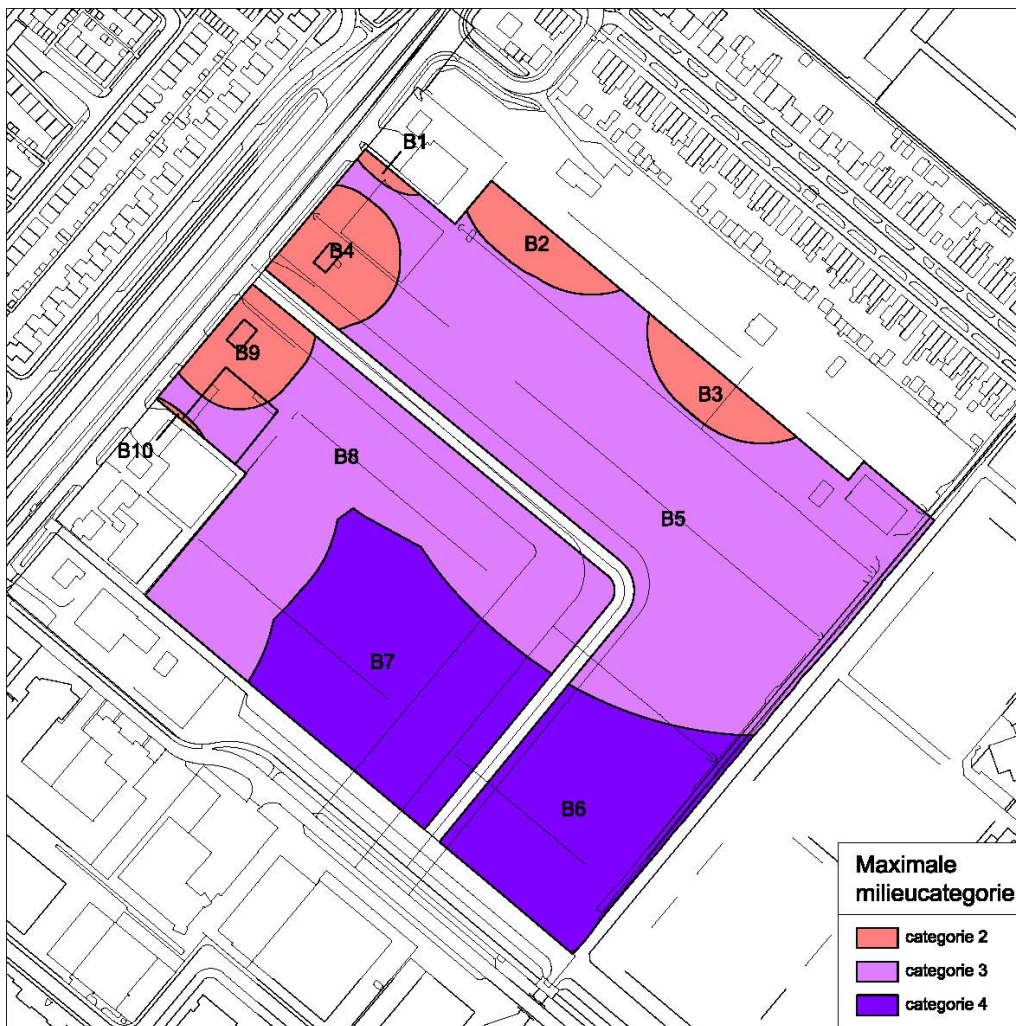 B1
B2
B4
B9
B3
B10
B8
B5
B7
B6
Maximale
milieucategorie
categorie 2
categorie 3
categorie 4